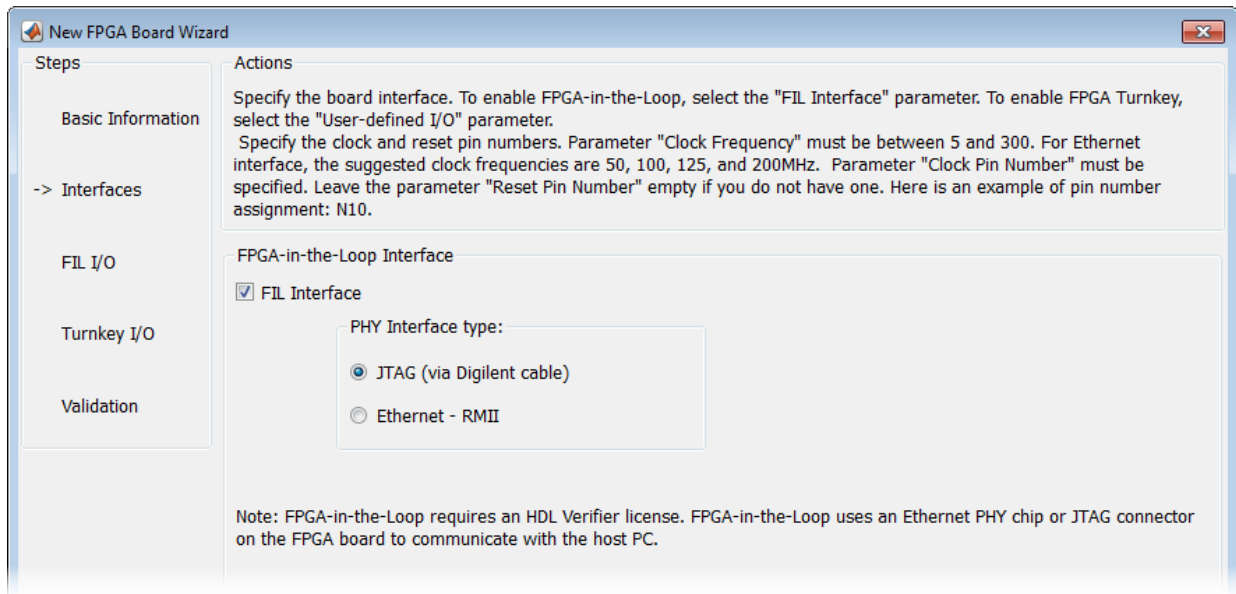 New FPGA Board Wizard
Steps
Basic Information
-> Interfaces
FIL I/O
Turnkey I/O
Validation
Actions
Specify the board interface. To enable FPGA-in-the-Loop, select the "FIL Interface" parameter. To enable FPGA Turnkey,
select the "User-defined I/O" parameter.
Specify the clock and reset pin numbers. Parameter "Clock Frequency" must be between 5 and 300. For Ethernet
interface, the suggested clock frequencies are 50, 100, 125, and 200MHz. Parameter "Clock Pin Number" must be
specified. Leave the parameter "Reset Pin Number" empty if you do not have one. Here is an example of pin number
assignment: N10.
FPGA-in-the-Loop Interface
FIL Interface
PHY Interface type:
JTAG (via Digilent cable)
Ethernet - RMII
Note: FPGA-in-the-Loop requires an HDL Verifier license. FPGA-in-the-Loop uses an Ethernet PHY chip or JTAG connector
on the FPGA board to communicate with the host PC.